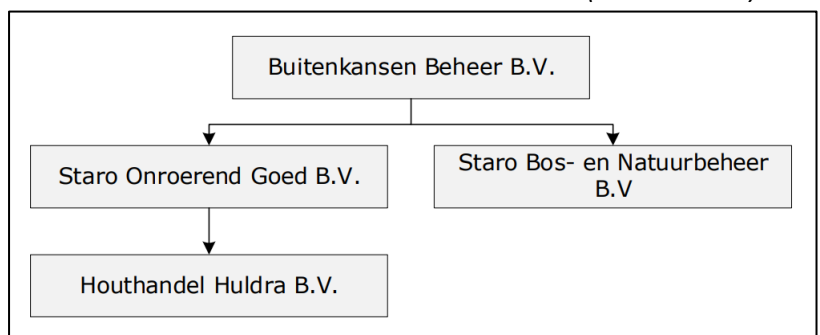 Buitenkansen Beheer B.V.
Staro Onroerend Goed B.V.
Staro Bos- en Natuurbeheer
B.V
Houthandel Huldra B.V.